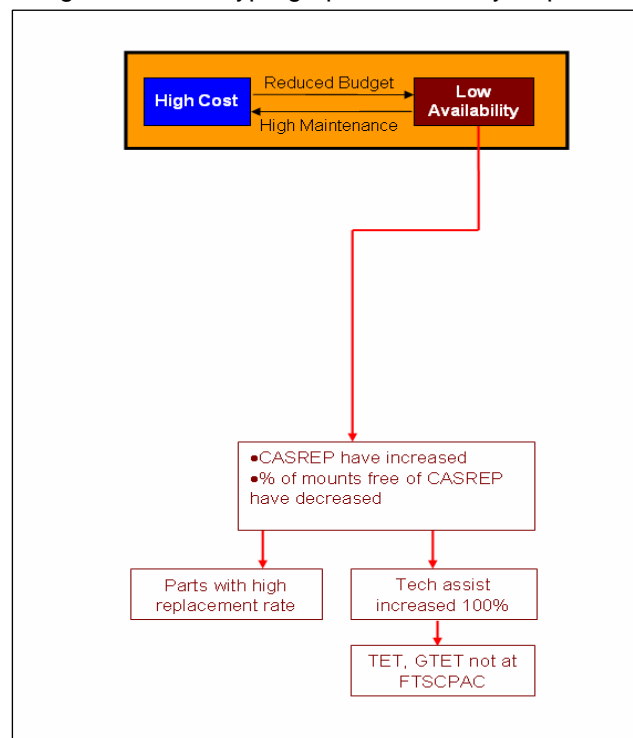 Reduced Budget
High Cost
Low
Availability
High Maintenance
●CASREP have increased
●% of mounts free of CASREP
have decreased
Parts with high
replacement rate
Tech assist
increased 100%
TET, GTET not at
FTSCPAC